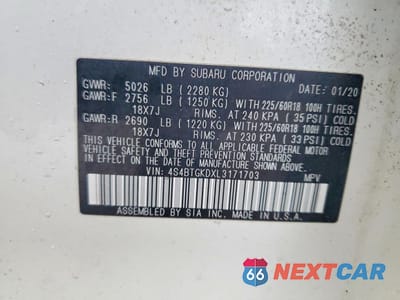 MFD BY SUBARU CORPORATION DATE: 01/20
GVWR: 5026 LB (2280 KG)
GAWR:F 2756 LB (1250 KG) WITH 225/60R18 100H TIRES,
18X7J RIMS, AT 240 KPA (35 PSI) COLD
GAWR:R 2690 LB (1220 KG) WITH 225/60R18 100H TIRES,
18X7J RIMS, AT 230 KPA (33 PSI) COLD
THIS VEHICLE CONFORMS TO ALL APPLICABLE
FEDERAL MOTOR VEHICLE SAFETY STANDARDS
IN EFFECT ON THE DATE OF MANUFACTURE SHOWN ABOVE.
VIN: 4S4BTGKDXL3171703 MPV
ASSEMBLED BY SIA INC. MADE IN U.S.A.
66
NEXTCAR